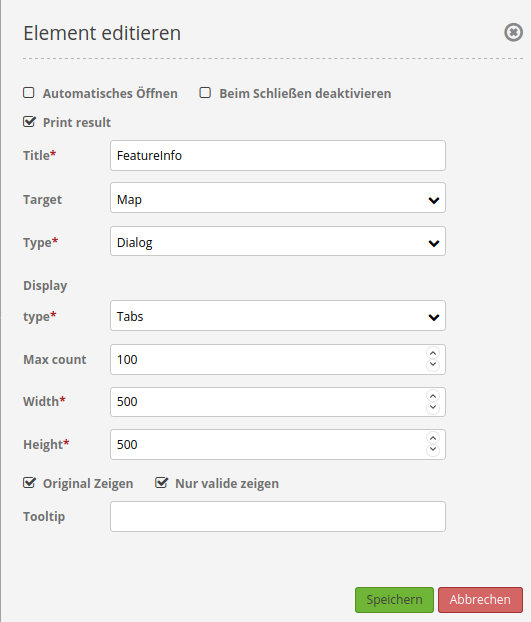 Element editieren
Automatisches Öffnen Beim Schließen deaktivieren
Print result
Title* FeatureInfo
Target Map
Type* Dialog
Display
type* Tabs
Max count 100
Width* 500
Height* 500
Original Zeigen Nur valide zeigen
Tooltip
Speichern Abbrechen